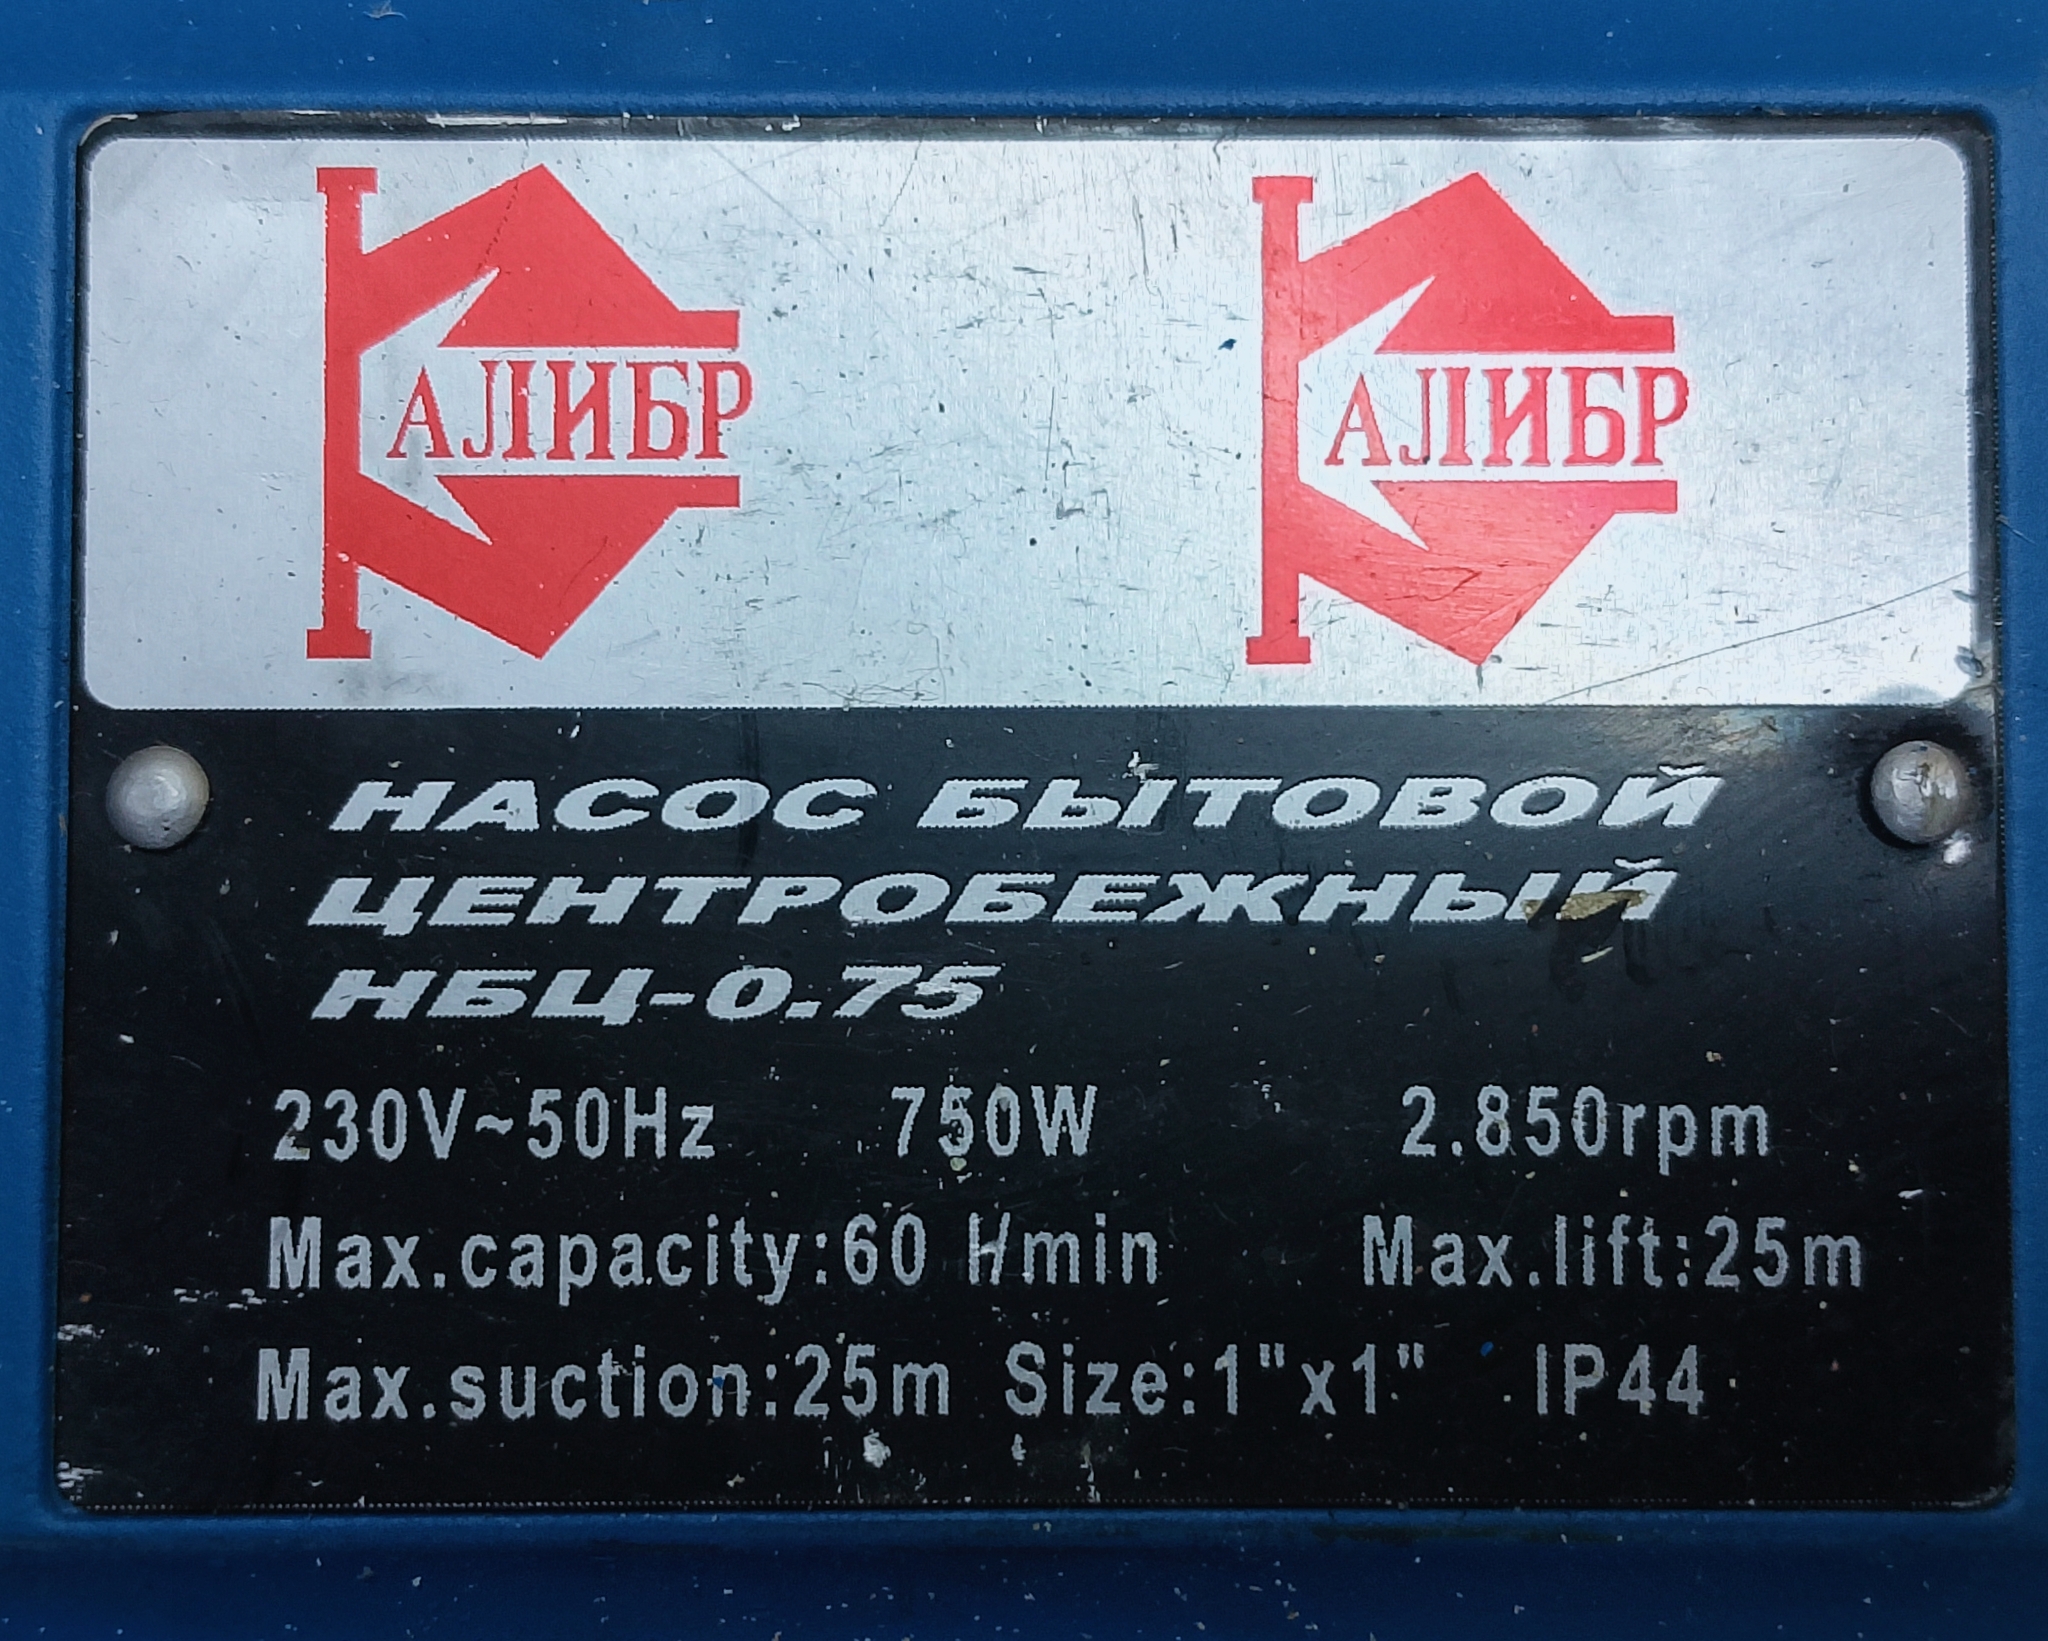 КАЛИБР КАЛИБР
НАСОС БЫТОВОЙ
ЦЕНТРОБЕЖНЫЙ
НБЦ-0.75
230V~50Hz 750W 2.850rpm
Max.capacity:60 l/min Max.lift:25m
Max.suction:25m Size:1"x1" IP44